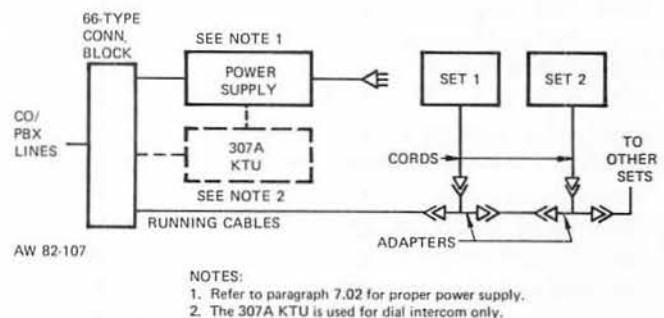 66-TYPE
CONN.
BLOCK
SEE NOTE 1
POWER
SUPPLY
SET 1
SET 2
CO/
PBX
LINES
307A
KTU
CORDS
TO
OTHER
SETS
SEE NOTE 2
RUNNING CABLES
ADAPTERS
AW 82-107
NOTES:
1. Refer to paragraph 7.02 for proper power supply.
2. The 307A KTU is used for dial intercom only.